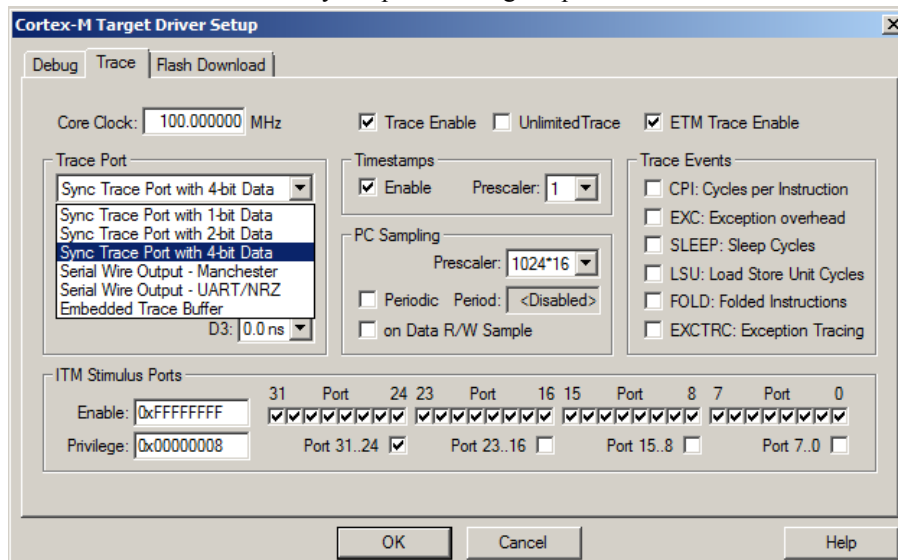 Cortex-M Target Driver Setup
Debug Trace Flash Download
Core Clock: 100.000000 MHz Trace Enable UnlimitedTrace ETM Trace Enable
Trace Port
Sync Trace Port with 4-bit Data
Sync Trace Port with 1-bit Data
Sync Trace Port with 2-bit Data
Sync Trace Port with 4-bit Data
Serial Wire Output - Manchester
Serial Wire Output - UART/NRZ
Embedded Trace Buffer
D3: 0.0 ns
Timestamps
Enable Prescaler: 1
PC Sampling
Prescaler: 1024*16
Periodic Period: <Disabled>
on Data R/W Sample
Trace Events
CPI: Cycles per Instruction
EXC: Exception overhead
SLEEP: Sleep Cycles
LSU: Load Store Unit Cycles
FOLD: Folded Instructions
EXCTRC: Exception Tracing
ITM Stimulus Ports
31 Port 24 23 Port 16 15 Port 8 7 Port 0
Enable: 0xFFFFFFFF
Privilege: 0x00000008 Port 31..24 Port 23..16 Port 15..8 Port 7..0
OK Cancel Help